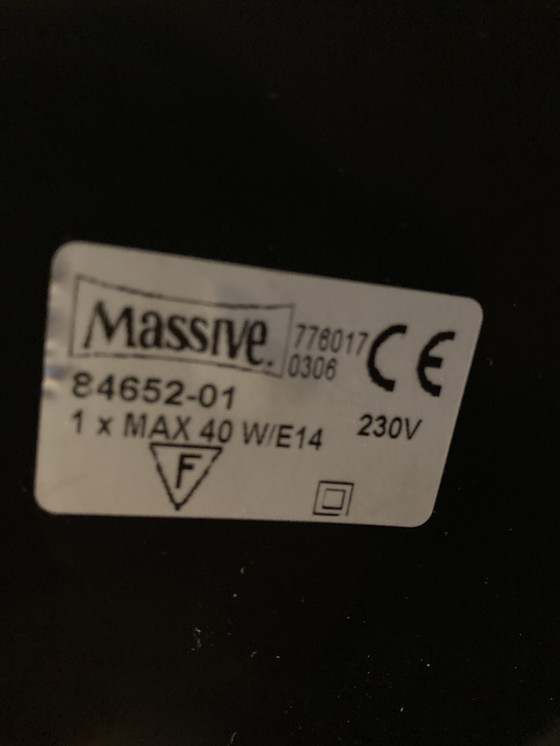 Massive 776017 CE
0306
84652-01
1 x MAX 40 W/E14 230V
F